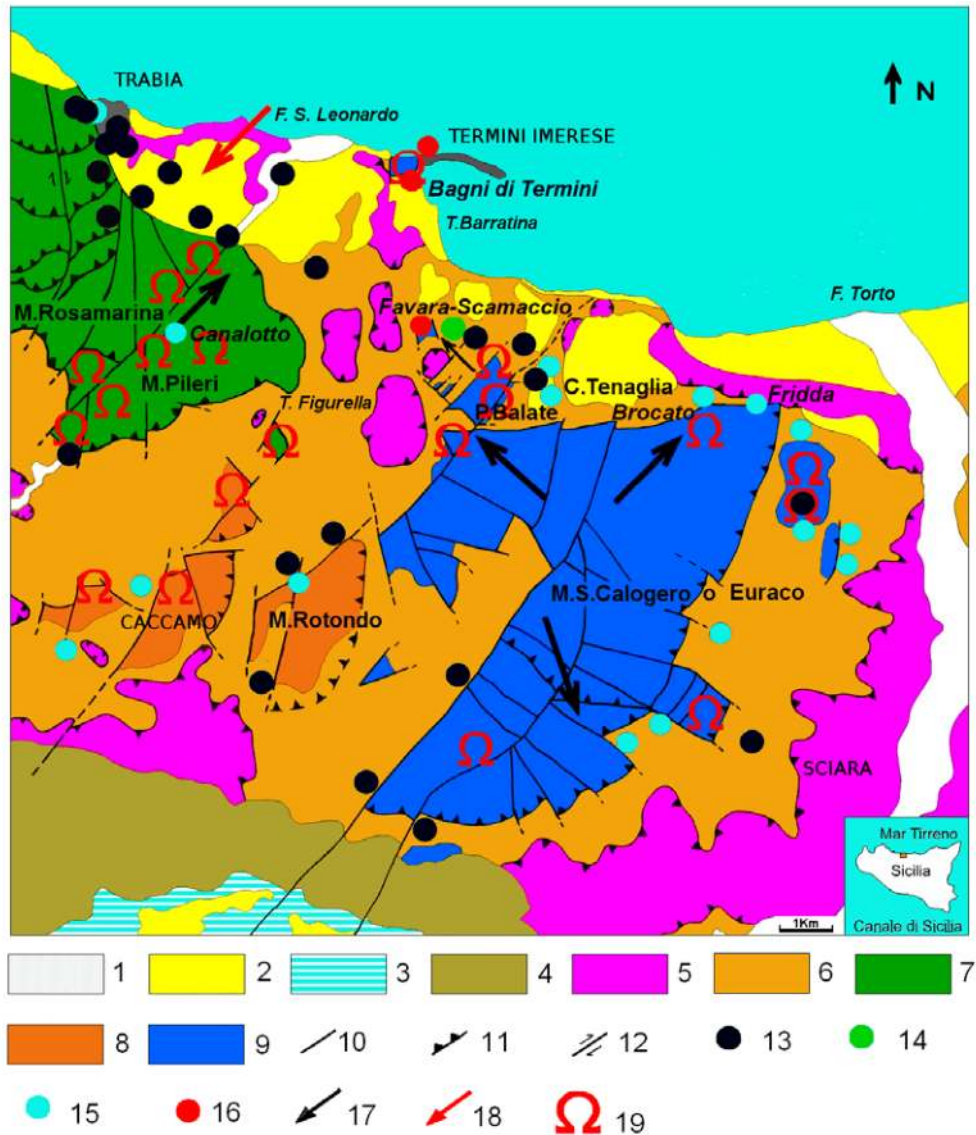 TRABIA
N
F. S. Leonardo
TERMINI IMERESE
Bagni di Termini
T.Barratina
F. Torto
M.Rosamarina
Canalotto
Favara-Scamaccio
M.Pileri
T. Figurella
C.Tenaglia
P.Balate
Brocato
Fridda
M.S.Calogero o Euraco
CACCAMO
M.Rotondo
SCIARA
Mar Tirreno
Sicilia
1Km
Canale di Sicilia
1 2 3 4 5 6 7
8 9 10 11 12 13 14
15 16 17 18 Ω 19